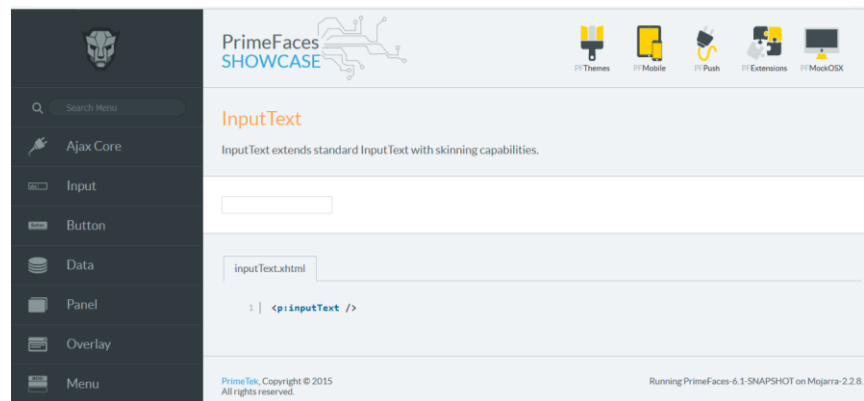 PrimeFaces
SHOWCASE
PFThemes
PFMobile
PFPush
PFExtensions
PFMockOSX
Search Menu
Ajax Core
Input
Button
Data
Panel
Overlay
Menu
InputText
InputText extends standard InputText with skinning capabilities.
inputText.xhtml
1 <p:inputText />
PrimeTek, Copyright © 2015
All rights reserved.
Running PrimeFaces-6.1-SNAPSHOT on Mojarra-2.2.8.